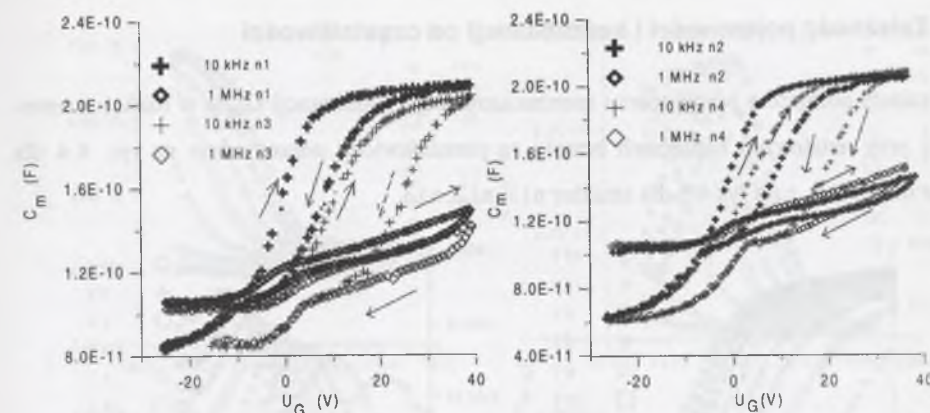 2.4E-10
2.0E-10
1.6E-10
1.2E-10
8.0E-11
C_m (F)
10 kHz n1
1 MHz n1
10 kHz n3
1 MHz n3
-20
0
20
40
U_G (V)
2.4E-10
2.0E-10
1.6E-10
1.2E-10
8.0E-11
4.0E-11
C_m (F)
10 kHz n2
1 MHz n2
10 kHz n4
1 MHz n4
-20
0
20
40
U_G(V)